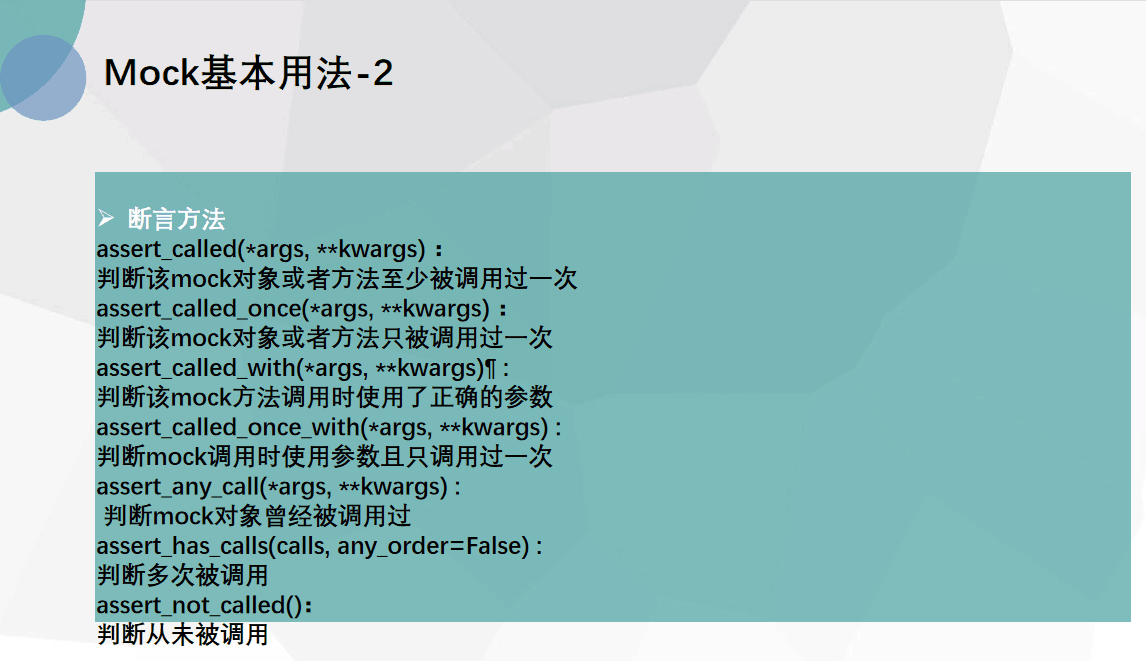 Mock基本用法-2
➢ 断言方法
assert_called(*args, **kwargs)：
判断该mock对象或者方法至少被调用过一次
assert_called_once(*args, **kwargs)：
判断该mock对象或者方法只被调用过一次
assert_called_with(*args, **kwargs)¶ :
判断该mock方法调用时使用了正确的参数
assert_called_once_with(*args, **kwargs) :
判断mock调用时使用参数且只调用过一次
assert_any_call(*args, **kwargs) :
判断mock对象曾经被调用过
assert_has_calls(calls, any_order=False) :
判断多次被调用
assert_not_called()：
判断从未被调用